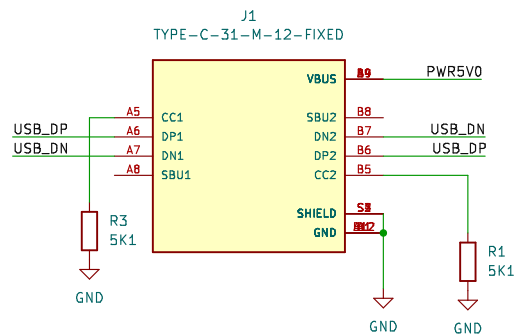 J1
TYPE-C-31-M-12-FIXED
VBUS
PWR5V0
A5 CC1
SBU2 B8
USB_DP A6 DP1
DN2 B7 USB_DN
USB_DN A7 DN1
DP2 B6 USB_DP
A8 SBU1
CC2 B5
SHIELD
GND
R3
5K1
R1
5K1
GND
GND
GND